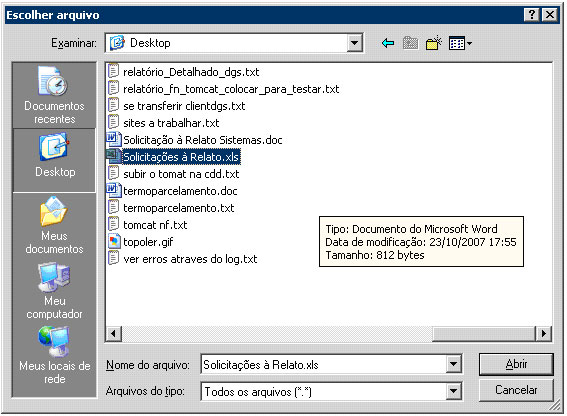 Escolher arquivo
Examinar: Desktop
Documentos
recentes
Desktop
Meus
documentos
Meu
computador
Meus locais de
rede
relatório_Detalhado_dgs.txt
relatório_fn_tomcat_colocar_para_testar.txt
se transferir clientdgs.txt
sites a trabalhar.txt
Solicitação à Relato Sistemas.doc
Solicitações à Relato.xls
subir o tomat na cdd.txt
termoparcelamento.doc
termoparcelamento.txt
tomcat nf.txt
topoler.gif
ver erros atraves do log.txt
Tipo: Documento do Microsoft Word
Data de modificação: 23/10/2007 17:55
Tamanho: 812 bytes
Nome do arquivo: Solicitações à Relato.xls Abrir
Arquivos do tipo: Todos os arquivos (*.*) Cancelar